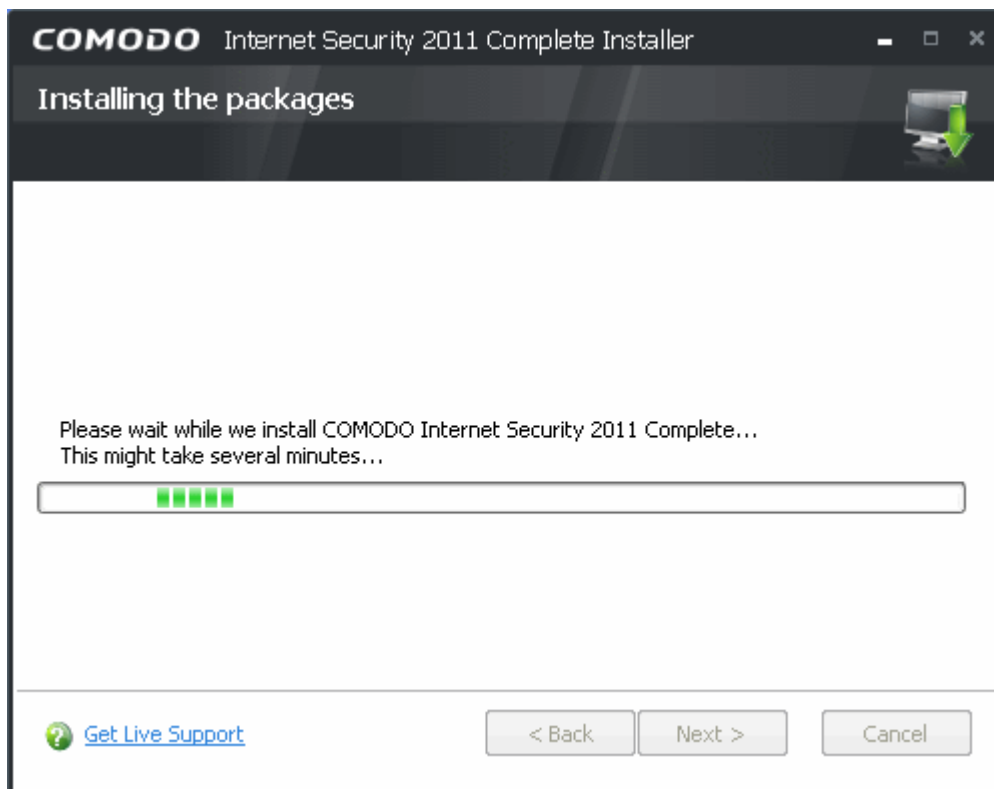 COMODO Internet Security 2011 Complete Installer
Installing the packages
Please wait while we install COMODO Internet Security 2011 Complete...
This might take several minutes...
Get Live Support
< Back
Next >
Cancel